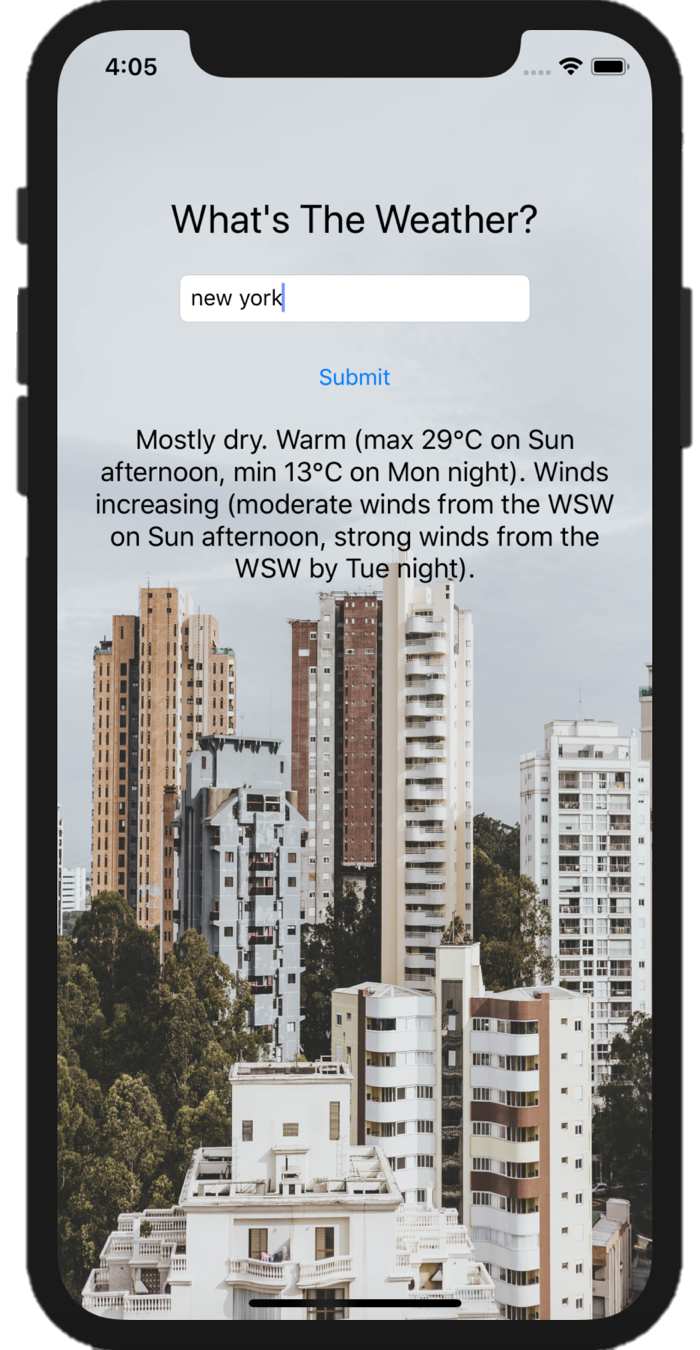 4:05
What's The Weather?
new york
Submit
Mostly dry. Warm (max 29°C on Sun
afternoon, min 13°C on Mon night). Winds
increasing (moderate winds from the WSW
on Sun afternoon, strong winds from the
WSW by Tue night).